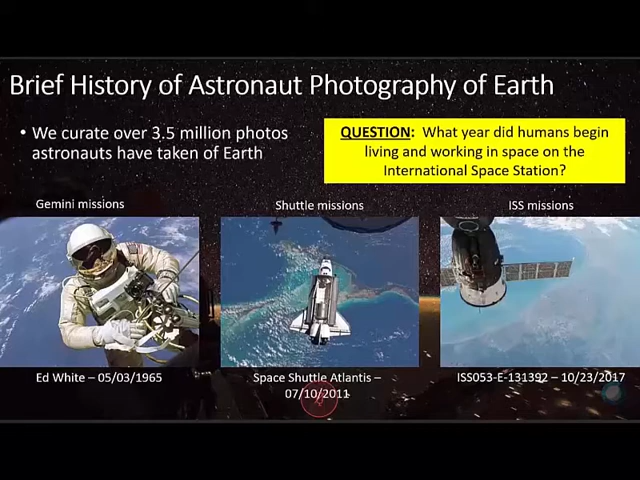 Brief History of Astronaut Photography of Earth
• We curate over 3.5 million photos
astronauts have taken of Earth
QUESTION: What year did humans begin
living and working in space on the
International Space Station?
Gemini missions
Shuttle missions
ISS missions
Ed White – 05/03/1965
Space Shuttle Atlantis –
07/10/2011
ISS053-E-131392 – 10/23/2017